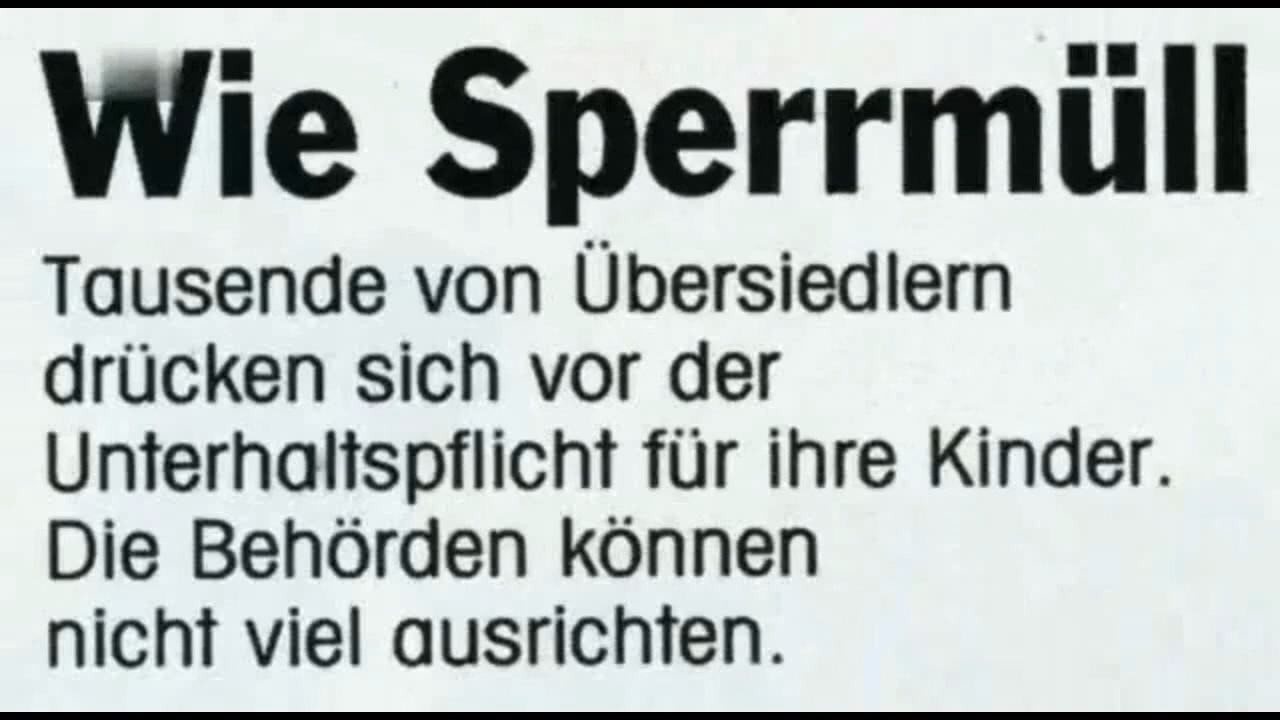 Wie Sperrmüll
Tausende von Übersiedlern
drücken sich vor der
Unterhaltspflicht für ihre Kinder.
Die Behörden können
nicht viel ausrichten.